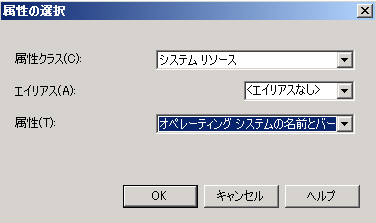 属性の選択
属性クラス(C): システム リソース
エイリアス(A): <エイリアスなし>
属性(T): オペレーティング システムの名前とバー
OK キャンセル ヘルプ